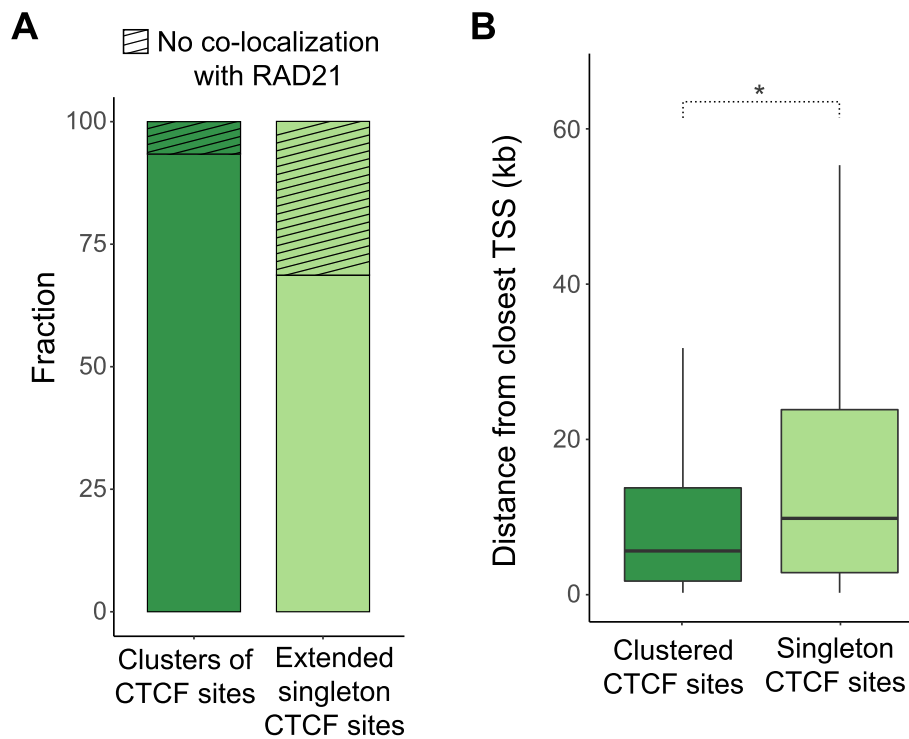 A
No co-localization
with RAD21
Fraction
100
75
50
25
0
Clusters of
CTCF sites
Extended
singleton
CTCF sites
B
*
Distance from closest TSS (kb)
60
40
20
0
Clustered
CTCF sites
Singleton
CTCF sites